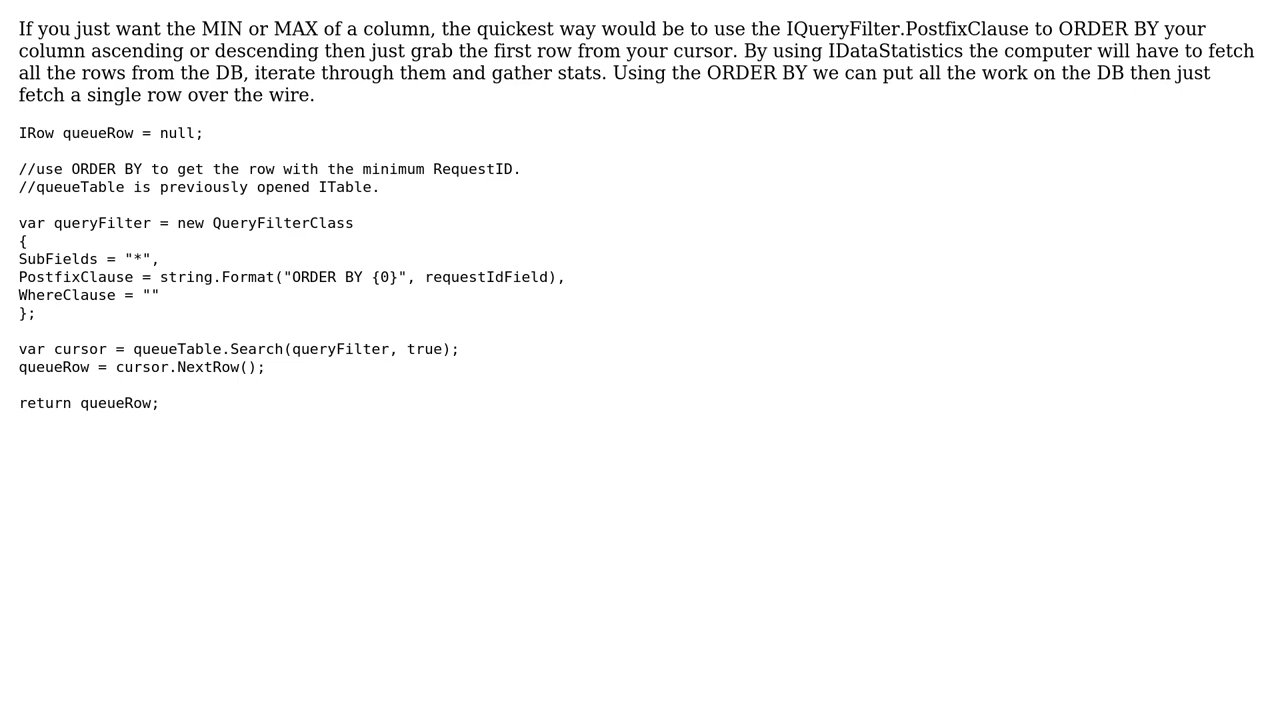 If you just want the MIN or MAX of a column, the quickest way would be to use the IQueryFilter.PostfixClause to ORDER BY your
column ascending or descending then just grab the first row from your cursor. By using IDataStatistics the computer will have to fetch
all the rows from the DB, iterate through them and gather stats. Using the ORDER BY we can put all the work on the DB then just
fetch a single row over the wire.
IRow queueRow = null;
//use ORDER BY to get the row with the minimum RequestID.
//queueTable is previously opened ITable.
var queryFilter = new QueryFilterClass
{
SubFields = "*",
PostfixClause = string.Format("ORDER BY {0}", requestIdField),
WhereClause = ""
};
var cursor = queueTable.Search(queryFilter, true);
queueRow = cursor.NextRow();
return queueRow;